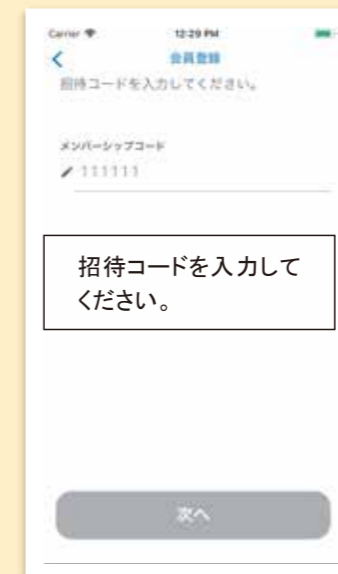 Carrier 12:29 PM
会員登録
招待コードを入力してください。
メンバーシップコード
111111
招待コードを入力して
ください。
次へ